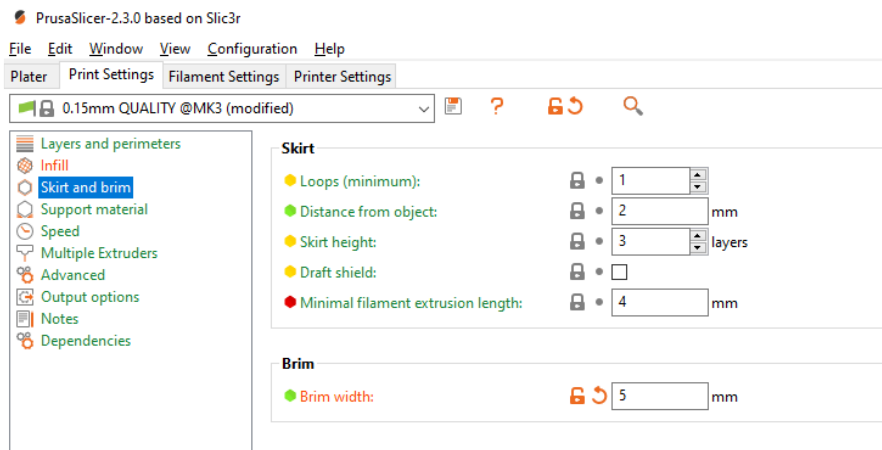 PrusaSlicer-2.3.0 based on Slic3r
File Edit Window View Configuration Help
Plater Print Settings Filament Settings Printer Settings
0.15mm QUALITY @MK3 (modified)
Layers and perimeters
Infill
Skirt and brim
Support material
Speed
Multiple Extruders
Advanced
Output options
Notes
Dependencies
Skirt
Loops (minimum): 1
Distance from object: 2 mm
Skirt height: 3 layers
Draft shield:
Minimal filament extrusion length: 4 mm
Brim
Brim width: 5 mm